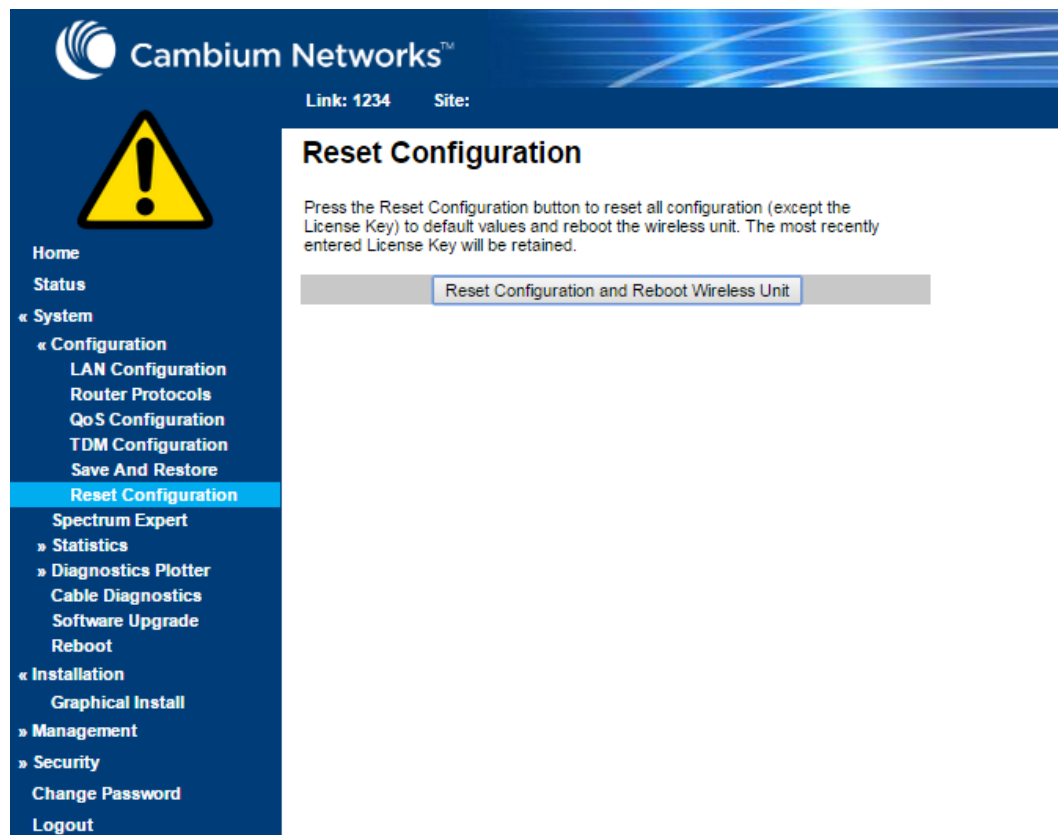 Cambium Networks™
Link: 1234 Site:
Home
Status
« System
« Configuration
LAN Configuration
Router Protocols
QoS Configuration
TDM Configuration
Save And Restore
Reset Configuration
Spectrum Expert
» Statistics
» Diagnostics Plotter
Cable Diagnostics
Software Upgrade
Reboot
« Installation
Graphical Install
» Management
» Security
Change Password
Logout
Reset Configuration
Press the Reset Configuration button to reset all configuration (except the
License Key) to default values and reboot the wireless unit. The most recently
entered License Key will be retained.
Reset Configuration and Reboot Wireless Unit